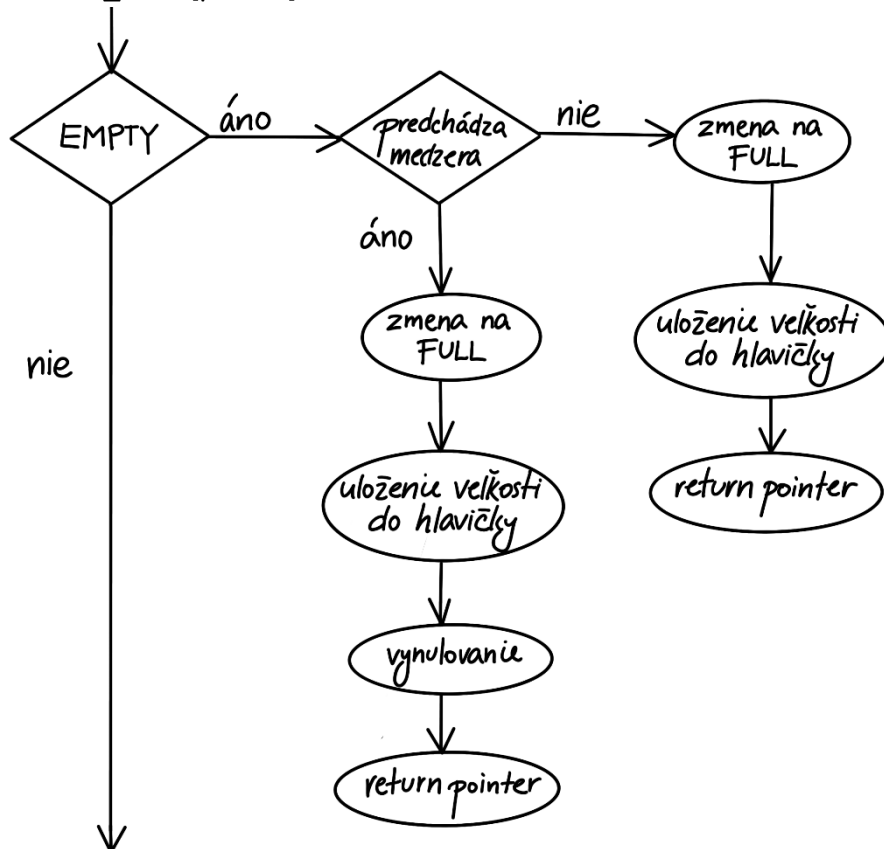 EMPTY
áno
predchádza
medzera
nie
zmena na
FULL
áno
uloženie veľkosti
do hlavičky
zmena na
FULL
nie
return pointer
uloženie veľkosti
do hlavičky
vynulovanie
return pointer